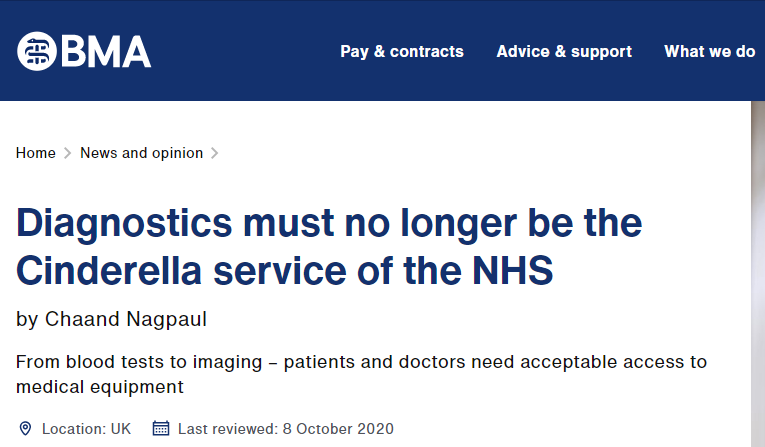 BMA
Pay & contracts Advice & support What we do
Home News and opinion
Diagnostics must no longer be the
Cinderella service of the NHS
by Chaand Nagpaul
From blood tests to imaging – patients and doctors need acceptable access to
medical equipment
Location: UK Last reviewed: 8 October 2020